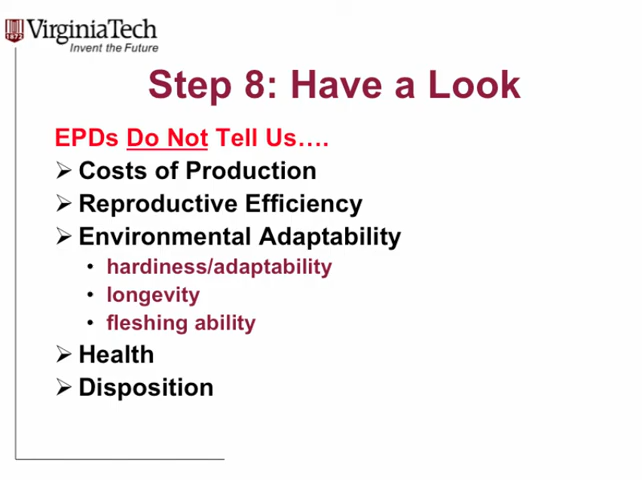 VirginiaTech
1872
Invent the Future
Step 8: Have a Look
EPDs Do Not Tell Us….
➢ Costs of Production
➢ Reproductive Efficiency
➢ Environmental Adaptability
• hardiness/adaptability
• longevity
• fleshing ability
➢ Health
➢ Disposition